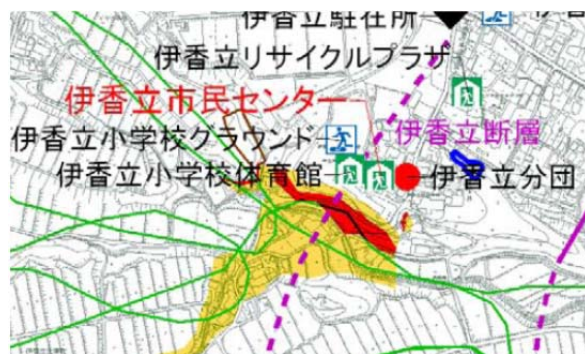 伊香立駐在所
伊香立リサイクルプラザ
伊香立市民センター
伊香立小学校グラウンド
伊香立断層
伊香立小学校体育館
伊香立分団